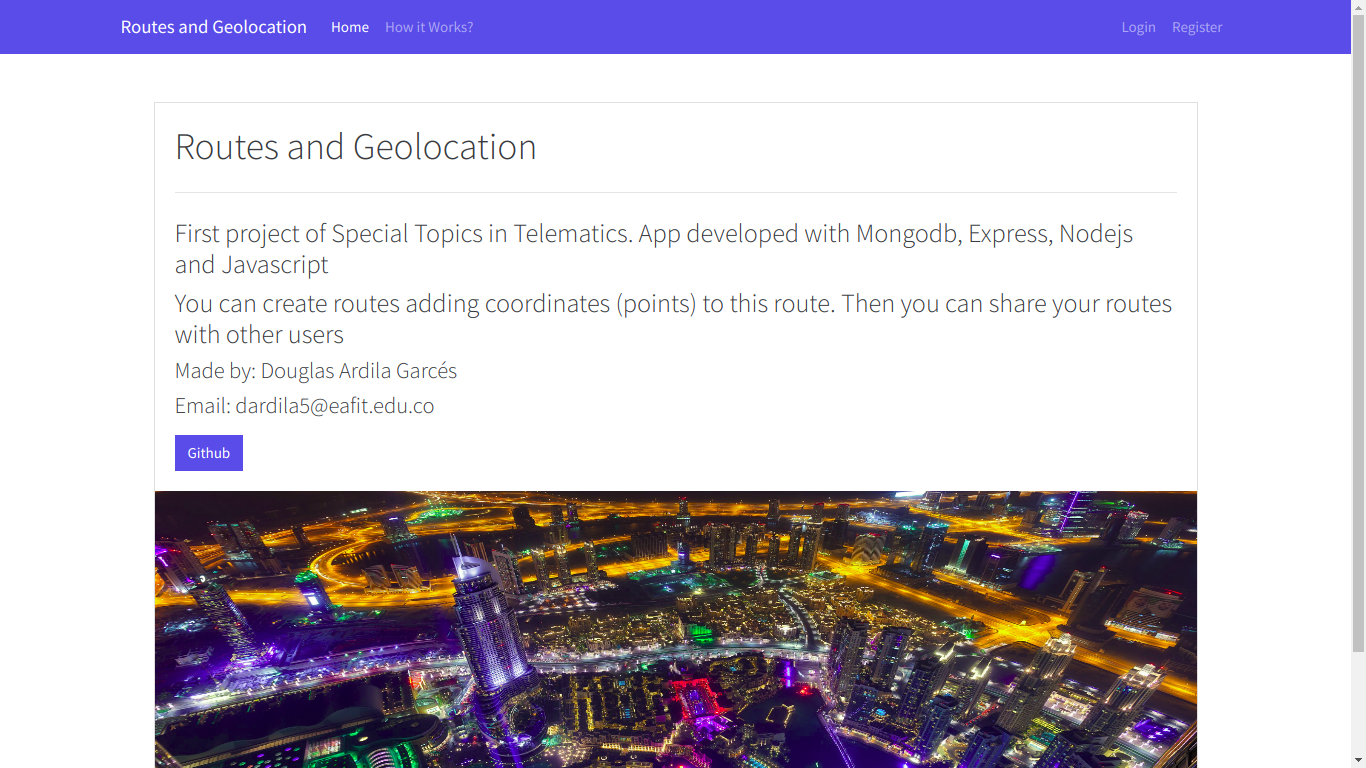 Routes and Geolocation Home How it Works? Login Register
Routes and Geolocation
First project of Special Topics in Telematics. App developed with Mongodb, Express, Nodejs
and Javascript
You can create routes adding coordinates (points) to this route. Then you can share your routes
with other users
Made by: Douglas Ardila Garcés
Email: dardila5@eafit.edu.co
Github